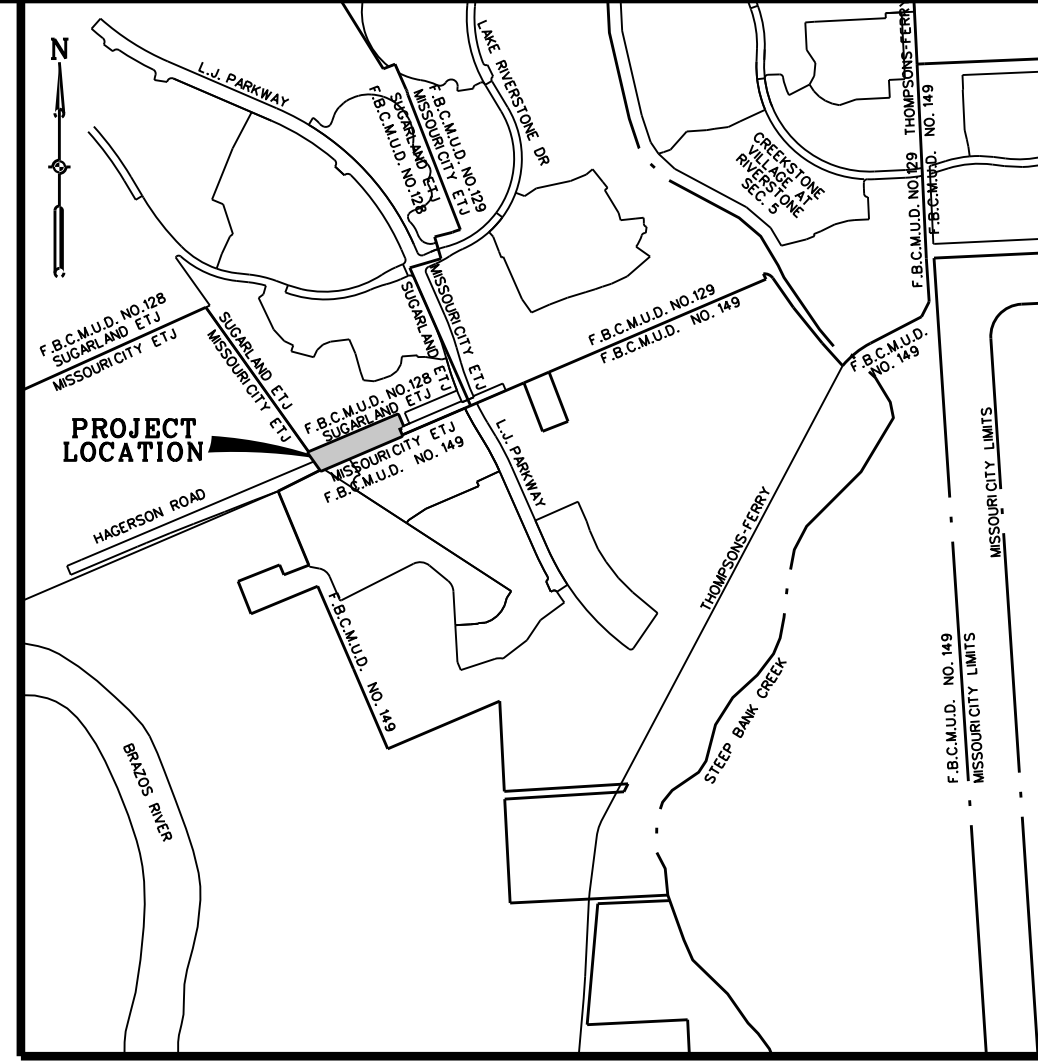 N
L.J. PARKWAY
LAKE RIVERSTONE DR
F.B.C.M.U.D. NO.128
SUGARLAND ETJ
MISSOURI CITY ETJ
F.B.C.M.U.D. NO.129
CREEKSTONE
VILLAGE AT
RIVERSTONE
SEC. 5
F.B.C.M.U.D. NO.129 THOMPSONS-FERRY
F.B.C.M.U.D. NO. 149
F.B.C.M.U.D. NO.128
SUGARLAND ETJ
MISSOURI CITY ETJ
SUGARLAND ETJ
MISSOURI CITY ETJ
SUGARLAND ETJ
MISSOURI CITY ETJ
F.B.C.M.U.D. NO.129
F.B.C.M.U.D. NO. 149
F.B.C.M.U.D.
NO. 149
F.B.C.M.U.D. NO.128
SUGARLAND ETJ
MISSOURI CITY ETJ
F.B.C.M.U.D. NO. 149
PROJECT
LOCATION
HAGERSON ROAD
L.J. PARKWAY
THOMPSONS-FERRY
MISSOURI CITY LIMITS
F.B.C.M.U.D. NO. 149
F.B.C.M.U.D. NO. 149
MISSOURI CITY LIMITS
STEEP BANK CREEK
BRAZOS RIVER